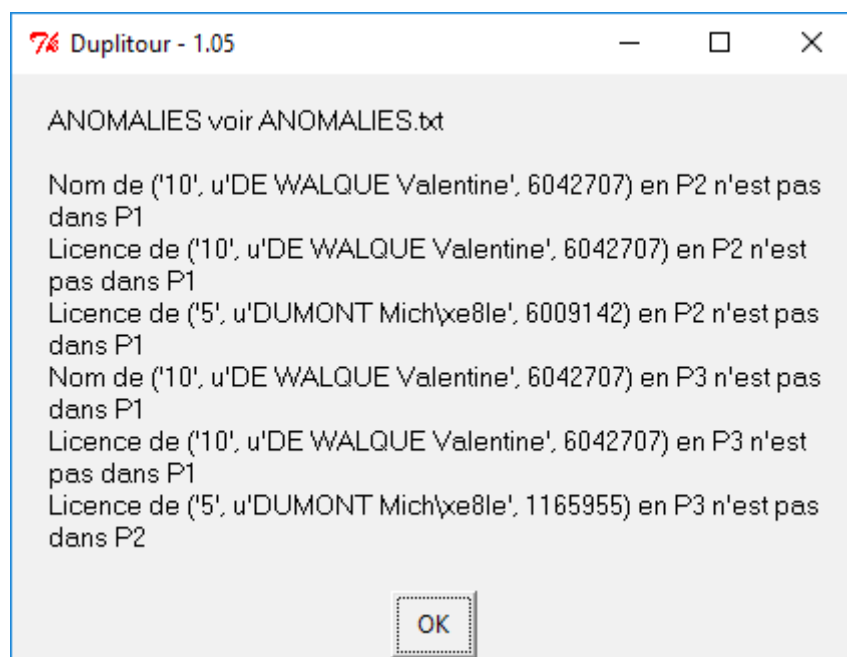 Duplitour - 1.05
ANOMALIES voir ANOMALIES.txt
Nom de ('10', u'DE WALQUE Valentine', 6042707) en P2 n'est pas
dans P1
Licence de ('10', u'DE WALQUE Valentine', 6042707) en P2 n'est
pas dans P1
Licence de ('5', u'DUMONT Mich\xe8le', 6009142) en P2 n'est pas
dans P1
Nom de ('10', u'DE WALQUE Valentine', 6042707) en P3 n'est pas
dans P1
Licence de ('10', u'DE WALQUE Valentine', 6042707) en P3 n'est
pas dans P1
Licence de ('5', u'DUMONT Mich\xe8le', 1165955) en P3 n'est pas
dans P2
OK